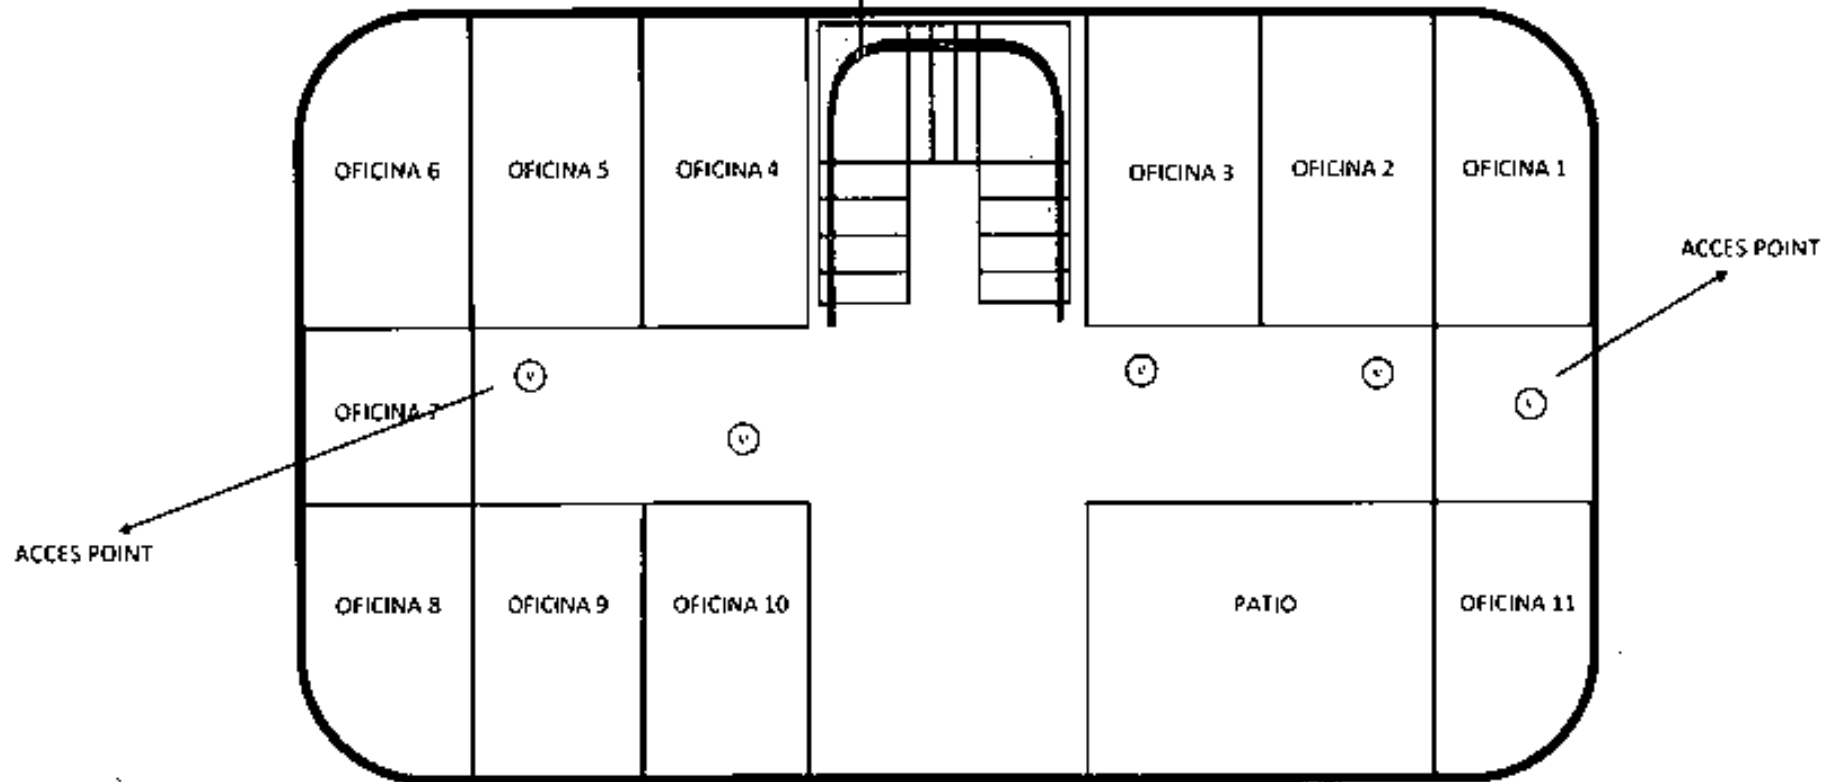 OFICINA 6
OFICINA 5
OFICINA 4
OFICINA 3
OFICINA 2
OFICINA 1
ACCES POINT
OFICINA 7
ACCES POINT
OFICINA 8
OFICINA 9
OFICINA 10
PATIO
OFICINA 11